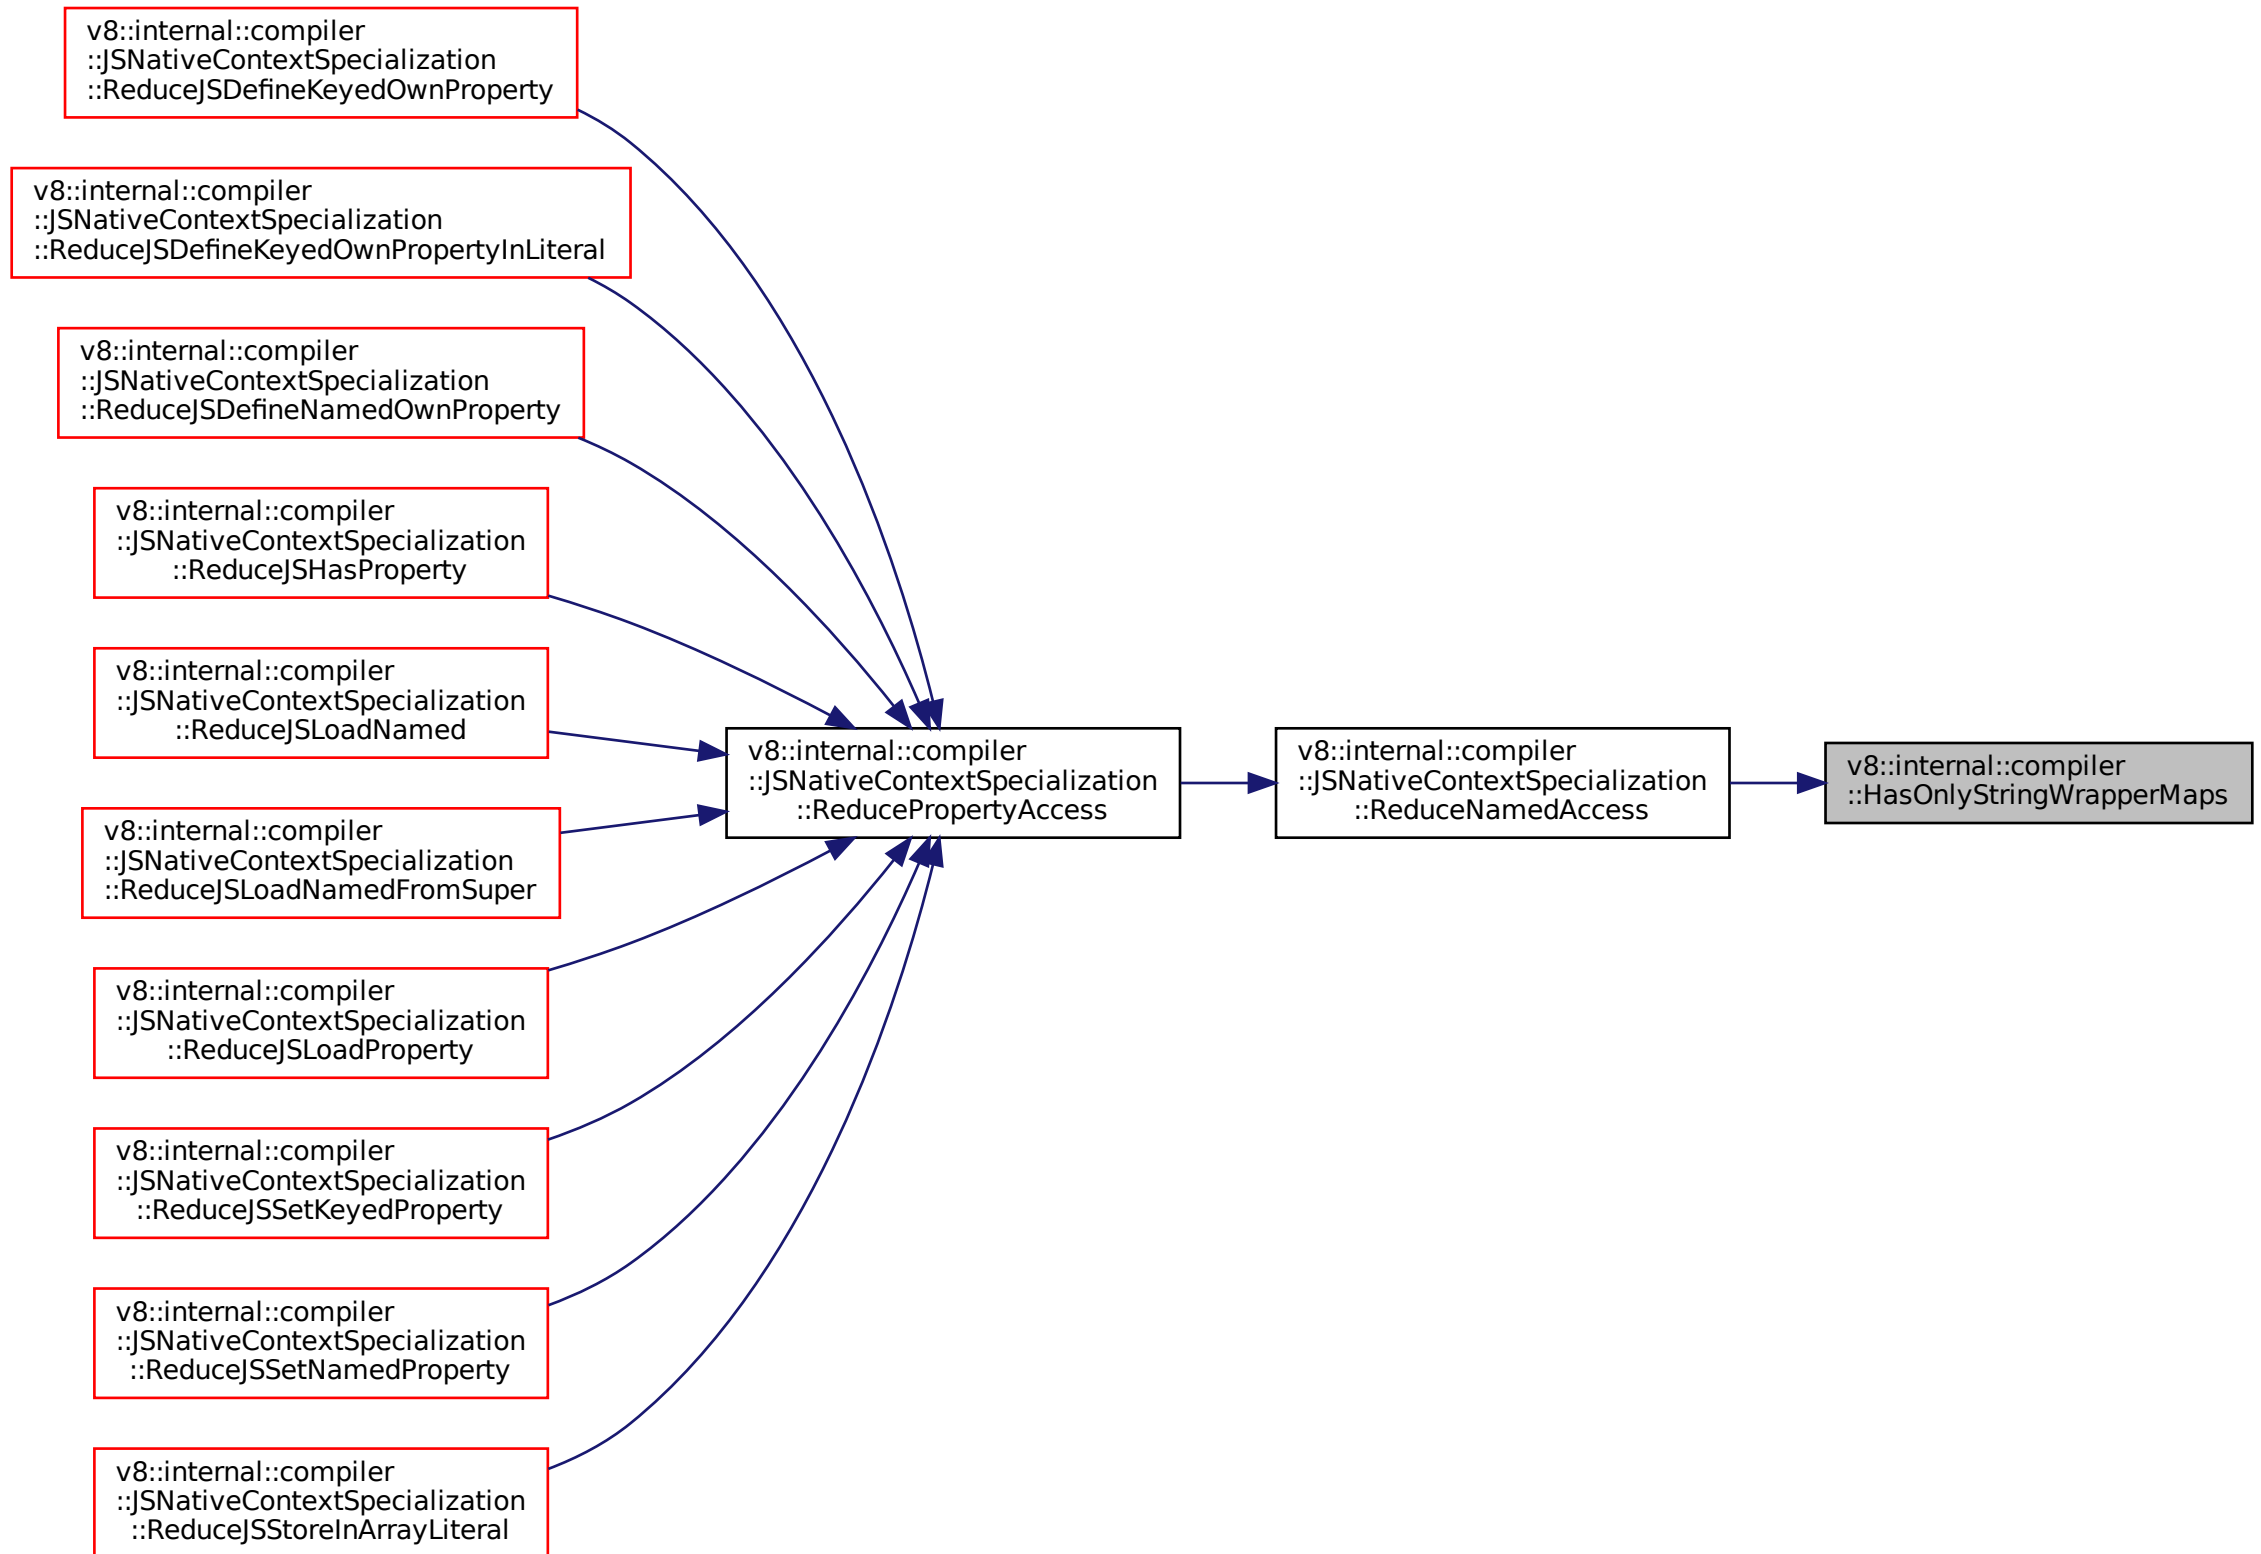 v8::internal::compiler
::JSNativeContextSpecialization
::ReduceJSDefineKeyedOwnProperty
v8::internal::compiler
::JSNativeContextSpecialization
::ReduceJSDefineKeyedOwnPropertyInLiteral
v8::internal::compiler
::JSNativeContextSpecialization
::ReduceJSDefineNamedOwnProperty
v8::internal::compiler
::JSNativeContextSpecialization
::ReduceJSHasProperty
v8::internal::compiler
::JSNativeContextSpecialization
::ReduceJSLoadNamed
v8::internal::compiler
::JSNativeContextSpecialization
::ReduceJSLoadNamedFromSuper
v8::internal::compiler
::JSNativeContextSpecialization
::ReduceJSLoadProperty
v8::internal::compiler
::JSNativeContextSpecialization
::ReduceJSSetKeyedProperty
v8::internal::compiler
::JSNativeContextSpecialization
::ReduceJSSetNamedProperty
v8::internal::compiler
::JSNativeContextSpecialization
::ReduceJSStoreInArrayLiteral
v8::internal::compiler
::JSNativeContextSpecialization
::ReducePropertyAccess
v8::internal::compiler
::JSNativeContextSpecialization
::ReduceNamedAccess
v8::internal::compiler
::HasOnlyStringWrapperMaps